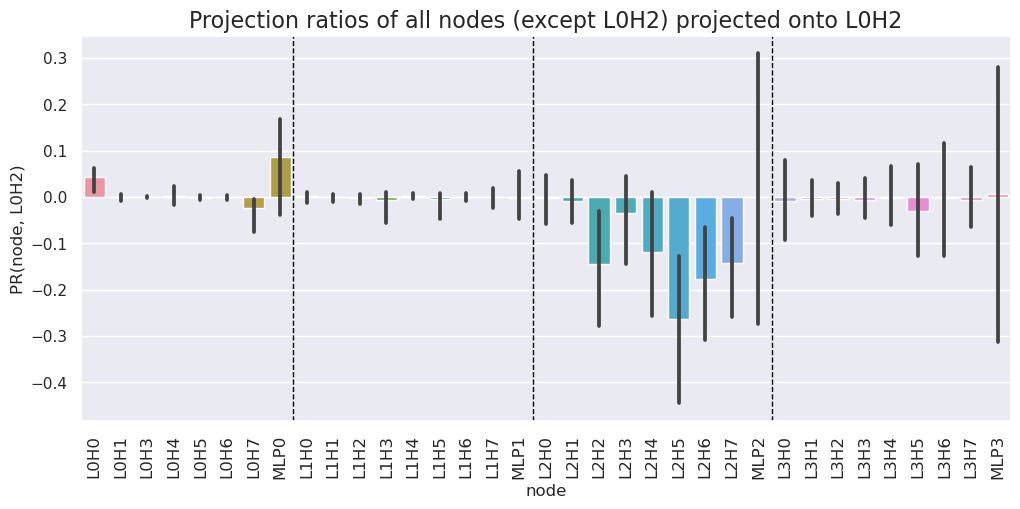 Projection ratios of all nodes (except L0H2) projected onto L0H2
PR(node, L0H2)
0.3
0.2
0.1
0.0
−0.1
−0.2
−0.3
−0.4
L0H0
L0H1
L0H3
L0H4
L0H5
L0H6
L0H7
MLP0
L1H0
L1H1
L1H2
L1H3
L1H4
L1H5
L1H6
L1H7
MLP1
L2H0
L2H1
L2H2
L2H3
L2H4
L2H5
L2H6
L2H7
MLP2
L3H0
L3H1
L3H2
L3H3
L3H4
L3H5
L3H6
L3H7
MLP3
node